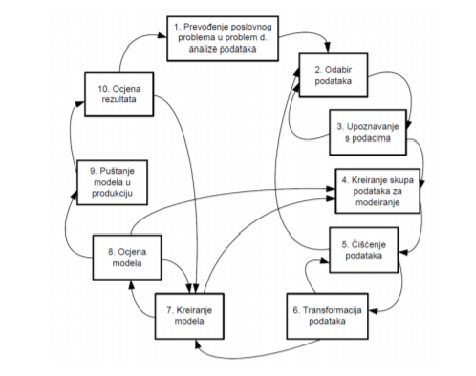 1. Prevođenje poslovnog
problema u problem d.
analize podataka
2. Odabir
podataka
3. Upoznavanje
s podacima
4. Kreiranje skupa
podataka za
modeiranje
5. Čišćenje
podataka
6. Transformacija
podataka
7. Kreiranje
modela
8. Ocjena
modela
9. Puštanje
modela u
produkciju
10. Ocjena
rezultata